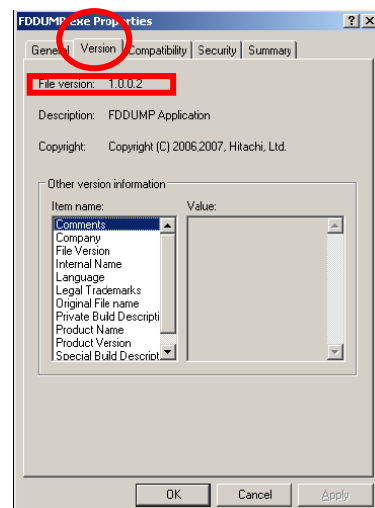 FDDUMP.exe Properties
General Version Compatibility Security Summary
File version: 1.0.0.2
Description: FDDUMP Application
Copyright: Copyright (C) 2006,2007, Hitachi, Ltd.
Other version information
Item name: Value:
Comments
Company
File Version
Internal Name
Language
Legal Trademarks
Original File name
Private Build Descripti
Product Name
Product Version
Special Build Descript
OK Cancel Apply